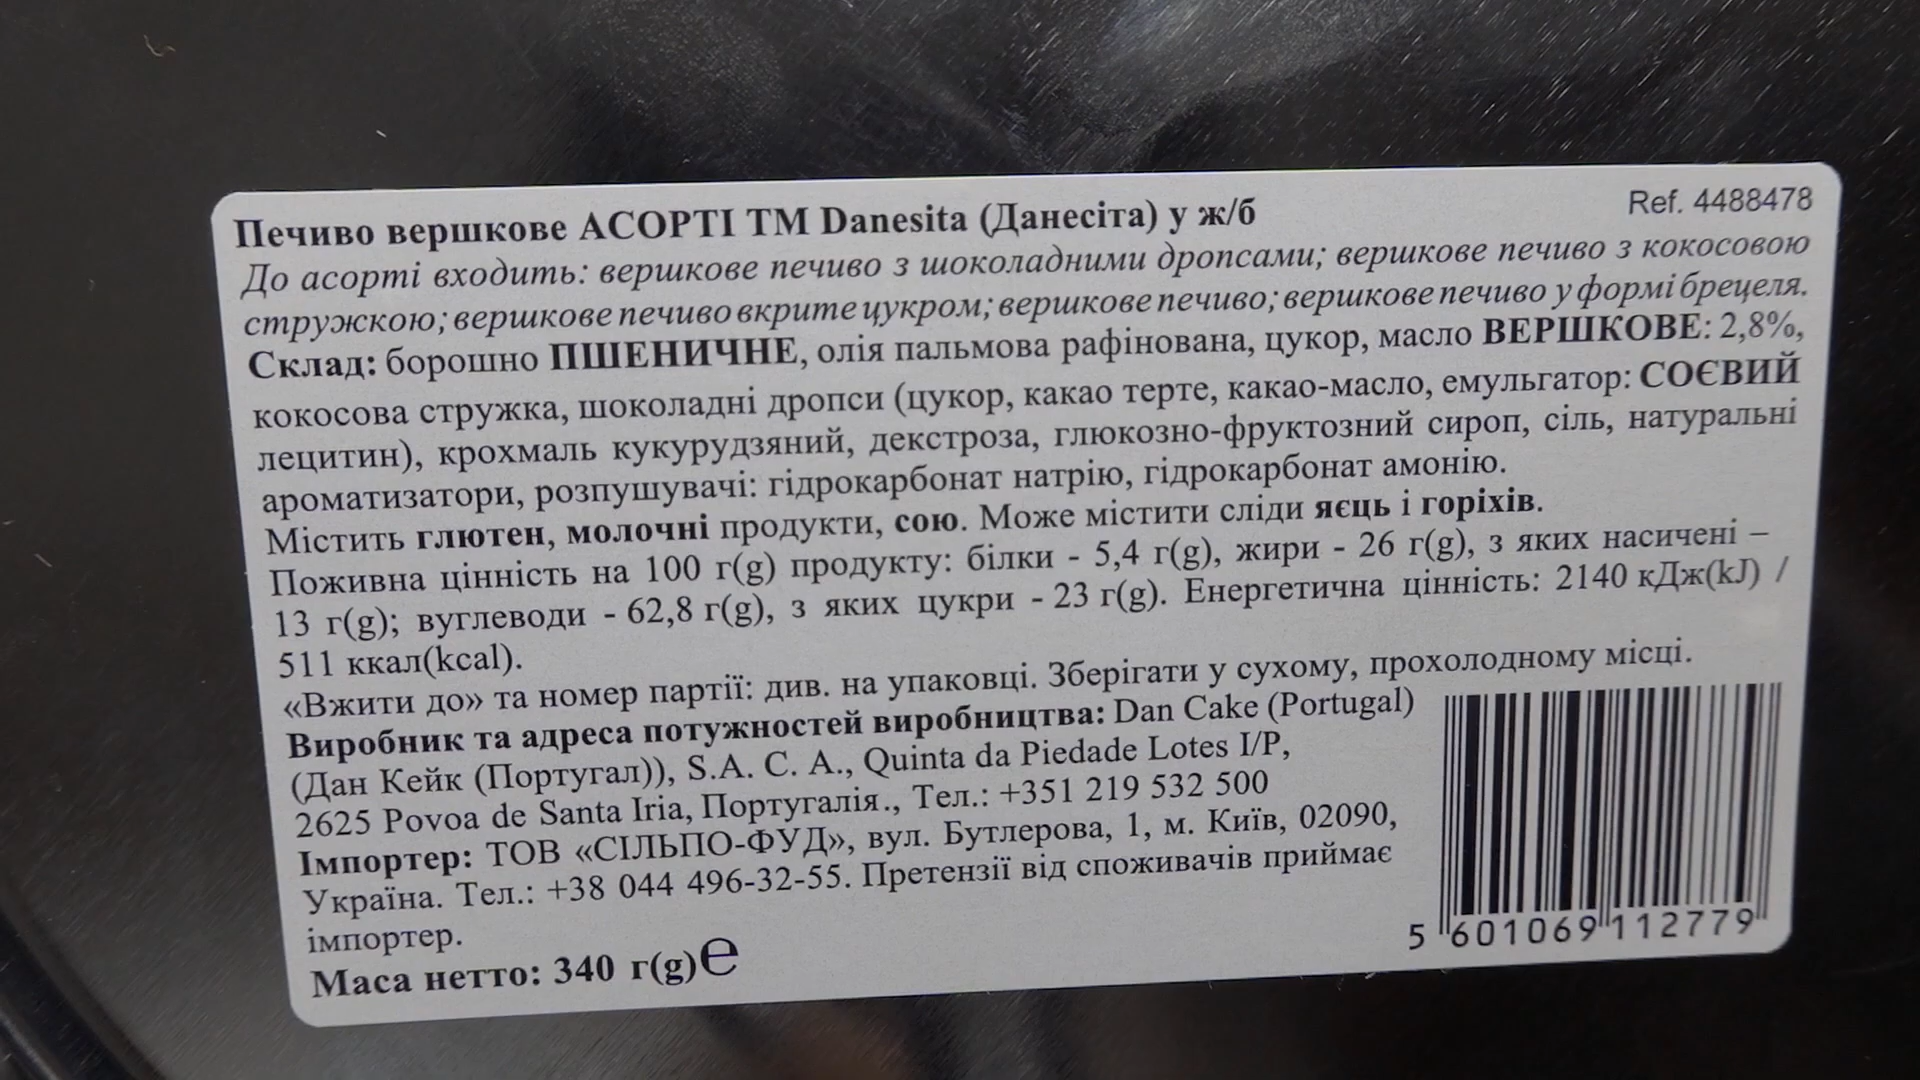 Печиво вершкове АСОРТІ ТМ Danesita (Данесіта) у ж/б
Ref. 4488478
До асорті входить: вершкове печиво з шоколадними дропсами; вершкове печиво з кокосовою
стружкою; вершкове печиво вкрите цукром; вершкове печиво; вершкове печиво у формі брецеля.
Склад: борошно ПШЕНИЧНЕ, олія пальмова рафінована, цукор, масло ВЕРШКОВЕ: 2,8%,
кокосова стружка, шоколадні дропси (цукор, какао терте, какао-масло, емульгатор: СОЄВИЙ
лецитин), крохмаль кукурудзяний, декстроза, глюкозно-фруктозний сироп, сіль, натуральні
ароматизатори, розпушувачі: гідрокарбонат натрію, гідрокарбонат амонію.
Містить глютен, молочні продукти, сою. Може містити сліди яєць і горіхів.
Поживна цінність на 100 г(g) продукту: білки - 5,4 г(g), жири - 26 г(g), з яких насичені –
13 г(g); вуглеводи - 62,8 г(g), з яких цукри - 23 г(g). Енергетична цінність: 2140 кДж(kJ) /
511 ккал(kcal).
«Вжити до» та номер партії: див. на упаковці. Зберігати у сухому, прохолодному місці.
Виробник та адреса потужностей виробництва: Dan Cake (Portugal)
(Дан Кейк (Португал)), S.A. C. A., Quinta da Piedade Lotes I/P,
2625 Povoa de Santa Iria, Португалія., Тел.: +351 219 532 500
Імпортер: ТОВ «СІЛЬПО-ФУД», вул. Бутлерова, 1, м. Київ, 02090,
Україна. Тел.: +38 044 496-32-55. Претензії від споживачів приймає
імпортер.
Маса нетто: 340 г(g)℮
5 601069 112779